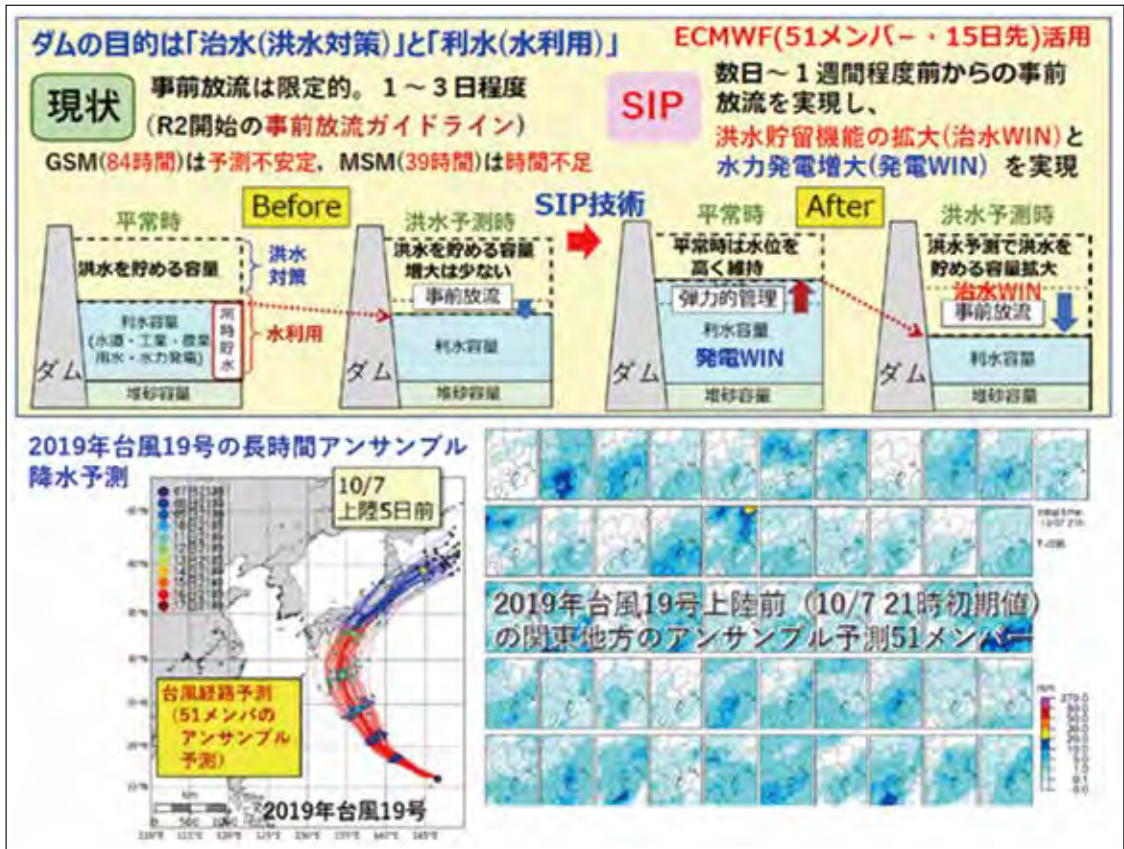 ダムの目的は「治水(洪水対策)」と「利水(水利用)」
ECMWF(51メンバー・15日先)活用
現状
事前放流は限定的。1~3日程度
(R2開始の事前放流ガイドライン)
GSM(84時間)は予測不安定、MSM(39時間)は時間不足
SIP
数日~1週間程度前からの事前
放流を実現し、
洪水貯留機能の拡大(治水WIN)と
水力発電増大(発電WIN)を実現
平常時
Before
洪水予測時
SIP技術
平常時
After
洪水予測時
洪水を貯める容量
洪水
対策
利水容量
(水道・工業・農業
用水・水力発電)
常時貯水
水利用
ダム
堆砂容量
洪水を貯める容量
増大は少ない
事前放流
利水容量
ダム
堆砂容量
平常時は水位を
高く維持
弾力的管理
利水容量
発電WIN
ダム
堆砂容量
洪水予測で洪水を
貯める容量拡大
治水WIN
事前放流
利水容量
ダム
堆砂容量
2019年台風19号の長時間アンサンブル
降水予測
10/7
上陸5日前
台風経路予測
(51メンバの
アンサンブル
予測)
2019年台風19号
2019年台風19号上陸前(10/7 21時初期値)
の関東地方のアンサンブル予測51メンバー